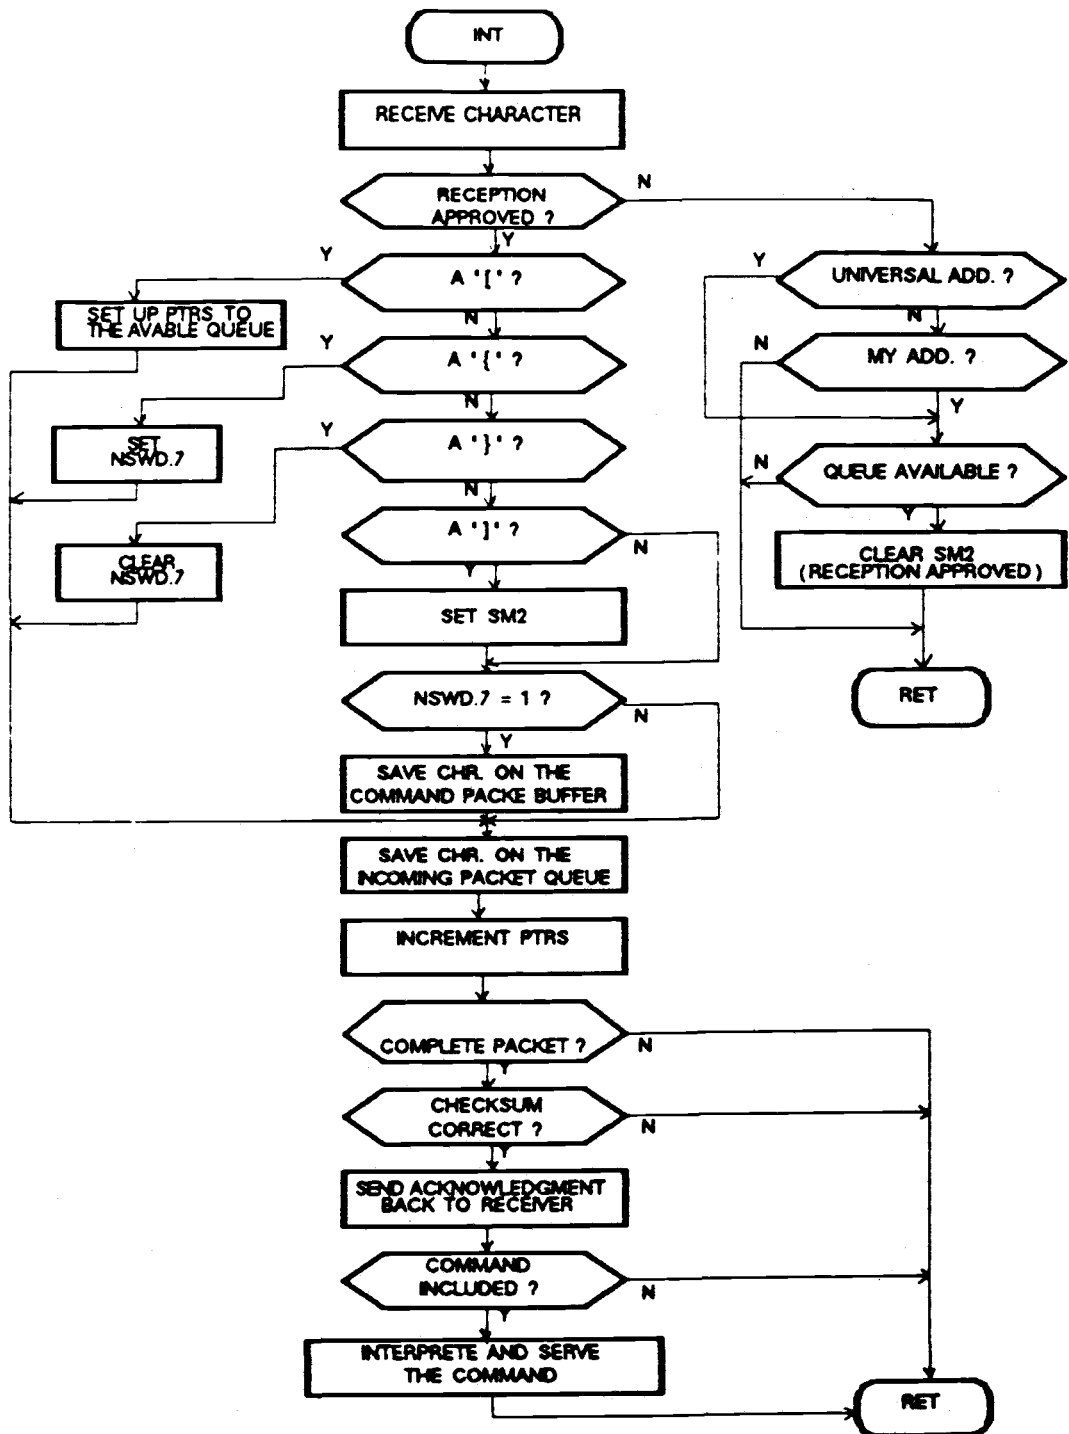 INT
RECEIVE CHARACTER
RECEPTION
APPROVED ?
N
Y
A '[' ?
Y
N
SET UP PTRS TO
THE AVABLE QUEUE
A '{' ?
Y
N
SET
NSWD.7
A '}' ?
Y
N
CLEAR
NSWD.7
A ']' ?
N
Y
SET SM2
NSWD.7 = 1 ?
N
Y
SAVE CHR. ON THE
COMMAND PACKE BUFFER
SAVE CHR. ON THE
INCOMING PACKET QUEUE
INCREMENT PTRS
COMPLETE PACKET ?
N
Y
CHECKSUM
CORRECT ?
N
Y
SEND ACKNOWLEDGMENT
BACK TO RECEIVER
COMMAND
INCLUDED ?
N
Y
INTERPRETE AND SERVE
THE COMMAND
RET
UNIVERSAL ADD. ?
Y
N
MY ADD. ?
N
Y
QUEUE AVAILABLE ?
N
Y
CLEAR SM2
(RECEPTION APPROVED)
RET